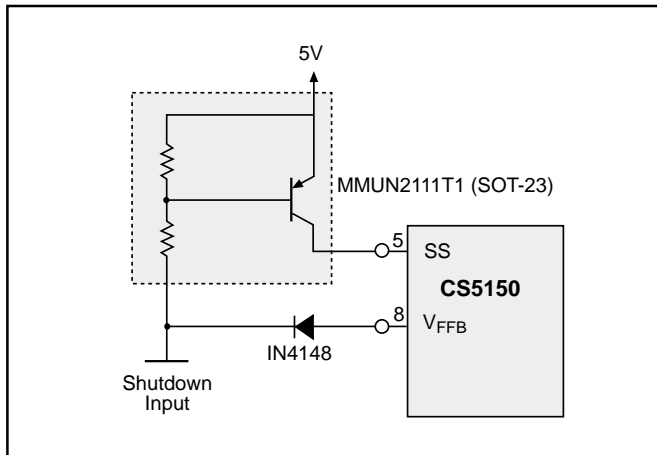 5V
MMUN2111T1 (SOT-23)
5
SS
CS5150
8
VFFB
IN4148
Shutdown
Input